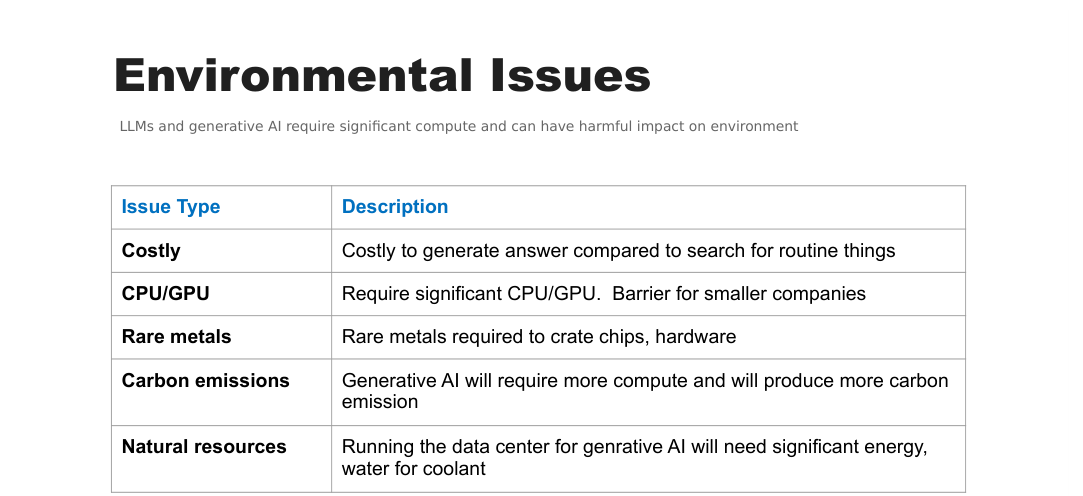 Environmental Issues
LLMs and generative AI require significant compute and can have harmful impact on environment
Issue Type
Description
Costly
Costly to generate answer compared to search for routine things
CPU/GPU
Require significant CPU/GPU.  Barrier for smaller companies
Rare metals
Rare metals required to crate chips, hardware
Carbon emissions
Generative AI will require more compute and will produce more carbon
emission
Natural resources
Running the data center for genrative AI will need significant energy,
water for coolant